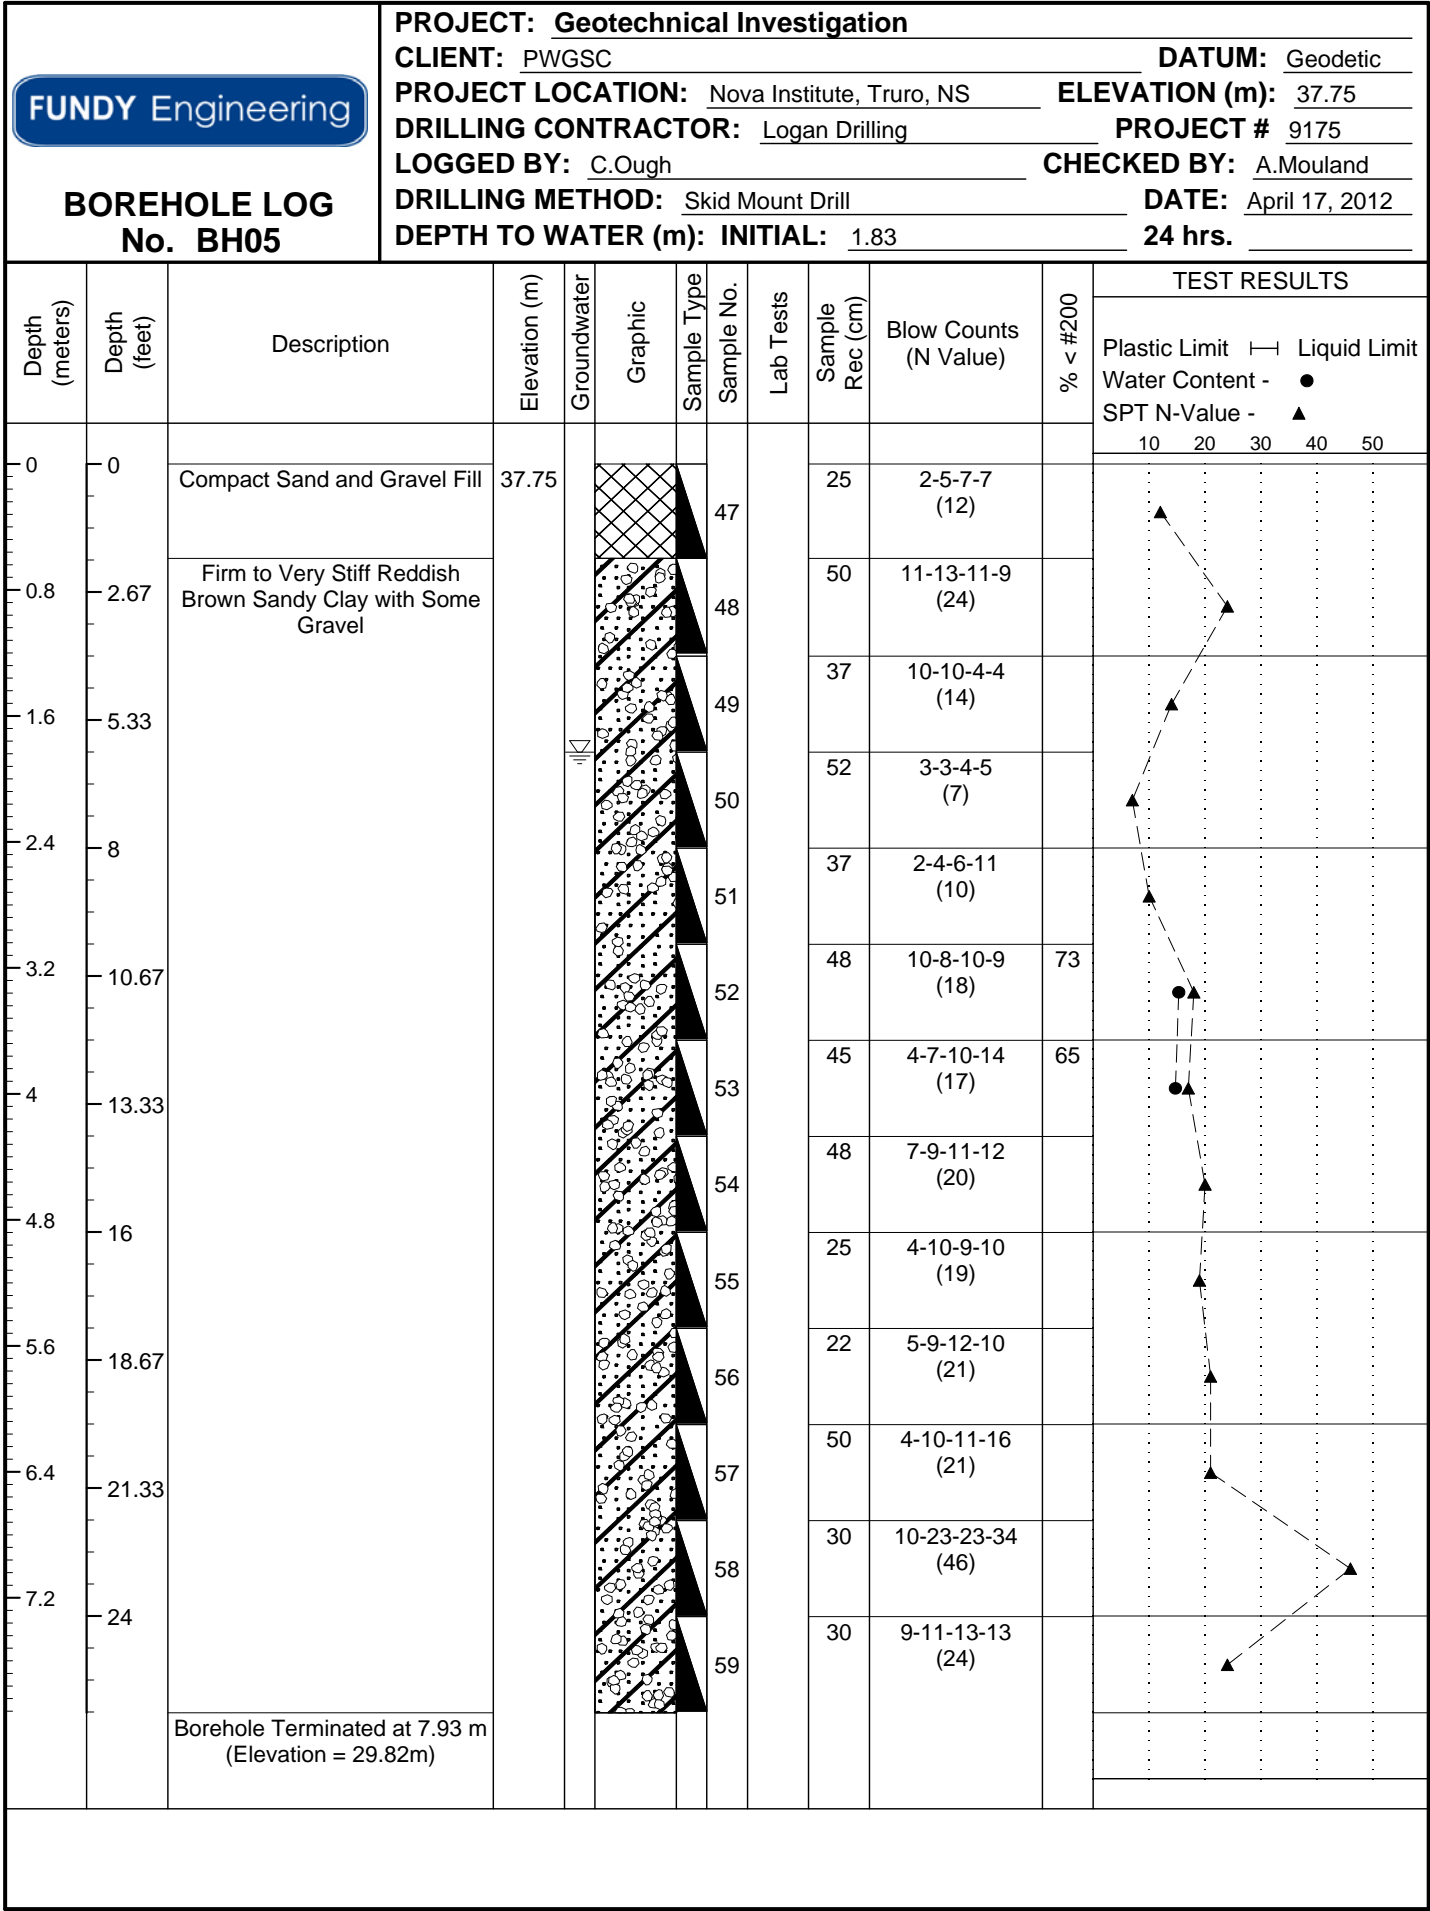 FUNDY Engineering
BOREHOLE LOG
No. BH05
PROJECT: Geotechnical Investigation
CLIENT: PWGSC DATUM: Geodetic
PROJECT LOCATION: Nova Institute, Truro, NS ELEVATION (m): 37.75
DRILLING CONTRACTOR: Logan Drilling PROJECT # 9175
LOGGED BY: C.Ough CHECKED BY: A.Mouland
DRILLING METHOD: Skid Mount Drill DATE: April 17, 2012
DEPTH TO WATER (m): INITIAL: 1.83 24 hrs.
Depth (meters)
Depth (feet)
Description
Elevation (m)
Groundwater
Graphic
Sample Type
Sample No.
Lab Tests
Sample Rec (cm)
Blow Counts
(N Value)
% < #200
TEST RESULTS
Plastic Limit Liquid Limit
Water Content -
SPT N-Value -
10 20 30 40 50
0 0
Compact Sand and Gravel Fill 37.75
47 25 2-5-7-7
(12)
Firm to Very Stiff Reddish
Brown Sandy Clay with Some
Gravel
0.8 2.67
48 50 11-13-11-9
(24)
49 37 10-10-4-4
(14)
1.6 5.33
50 52 3-3-4-5
(7)
2.4 8
51 37 2-4-6-11
(10)
3.2 10.67
52 48 10-8-10-9 73
(18)
53 45 4-7-10-14 65
(17)
4 13.33
54 48 7-9-11-12
(20)
4.8 16
55 25 4-10-9-10
(19)
5.6 18.67
56 22 5-9-12-10
(21)
57 50 4-10-11-16
(21)
6.4 21.33
58 30 10-23-23-34
(46)
7.2 24
59 30 9-11-13-13
(24)
Borehole Terminated at 7.93 m
(Elevation = 29.82m)